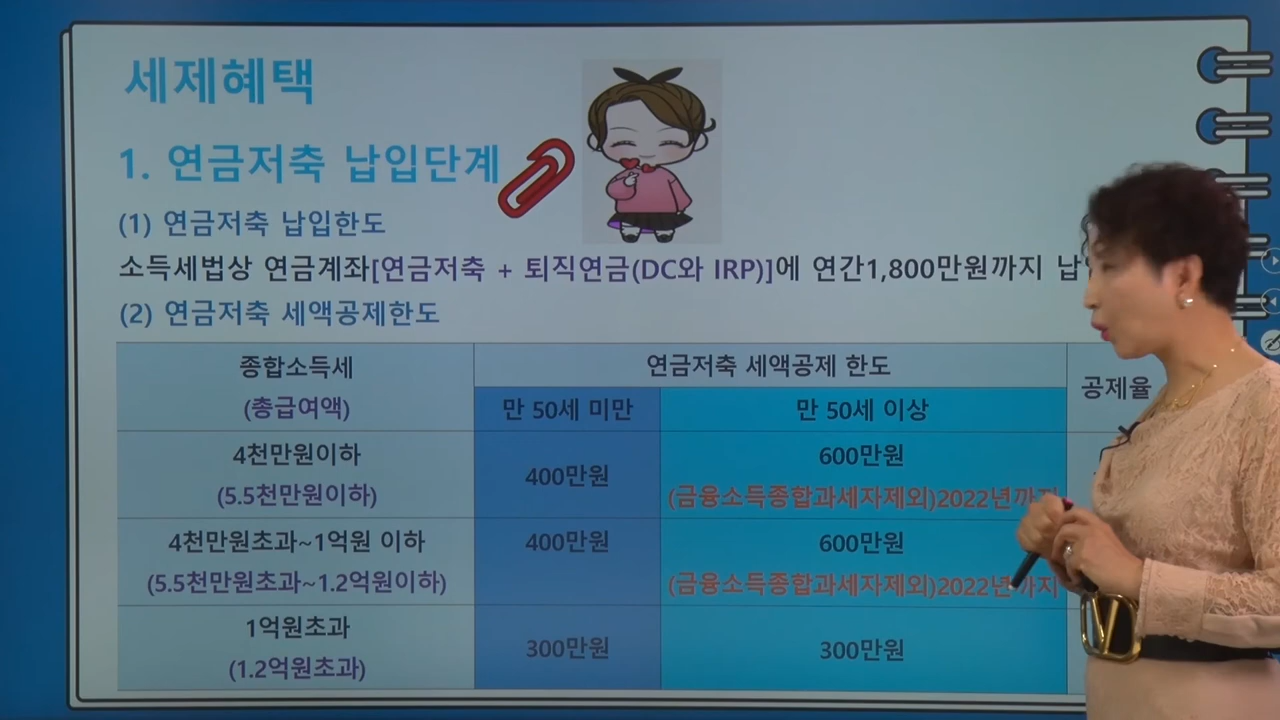 세제혜택
1. 연금저축 납입단계
(1) 연금저축 납입한도
소득세법상 연금계좌[연금저축 + 퇴직연금(DC와 IRP)]에 연간1,800만원까지
(2) 연금저축 세액공제한도
종합소득세
(총급여액)
연금저축 세액공제 한도
공제율
만 50세 미만
만 50세 이상
4천만원이하
(5.5천만원이하)
400만원
600만원
(금융소득종합과세자제외)2022년까지
4천만원초과~1억원 이하
(5.5천만원초과~1.2억원이하)
400만원
600만원
(금융소득종합과세자제외)2022년까지
1억원초과
(1.2억원초과)
300만원
300만원